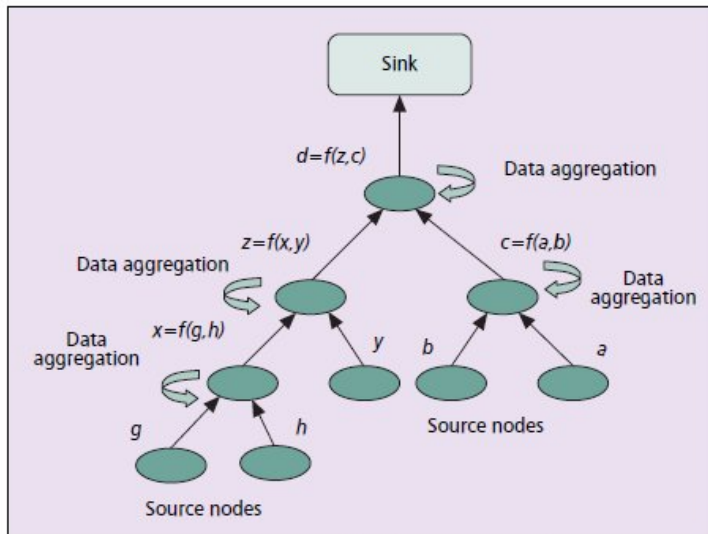 Sink
d=f(z,c)
Data aggregation
z=f(x,y)
c=f(a,b)
Data aggregation
Data
aggregation
x=f(g,h)
Data
aggregation
y
b
a
g
h
Source nodes
Source nodes